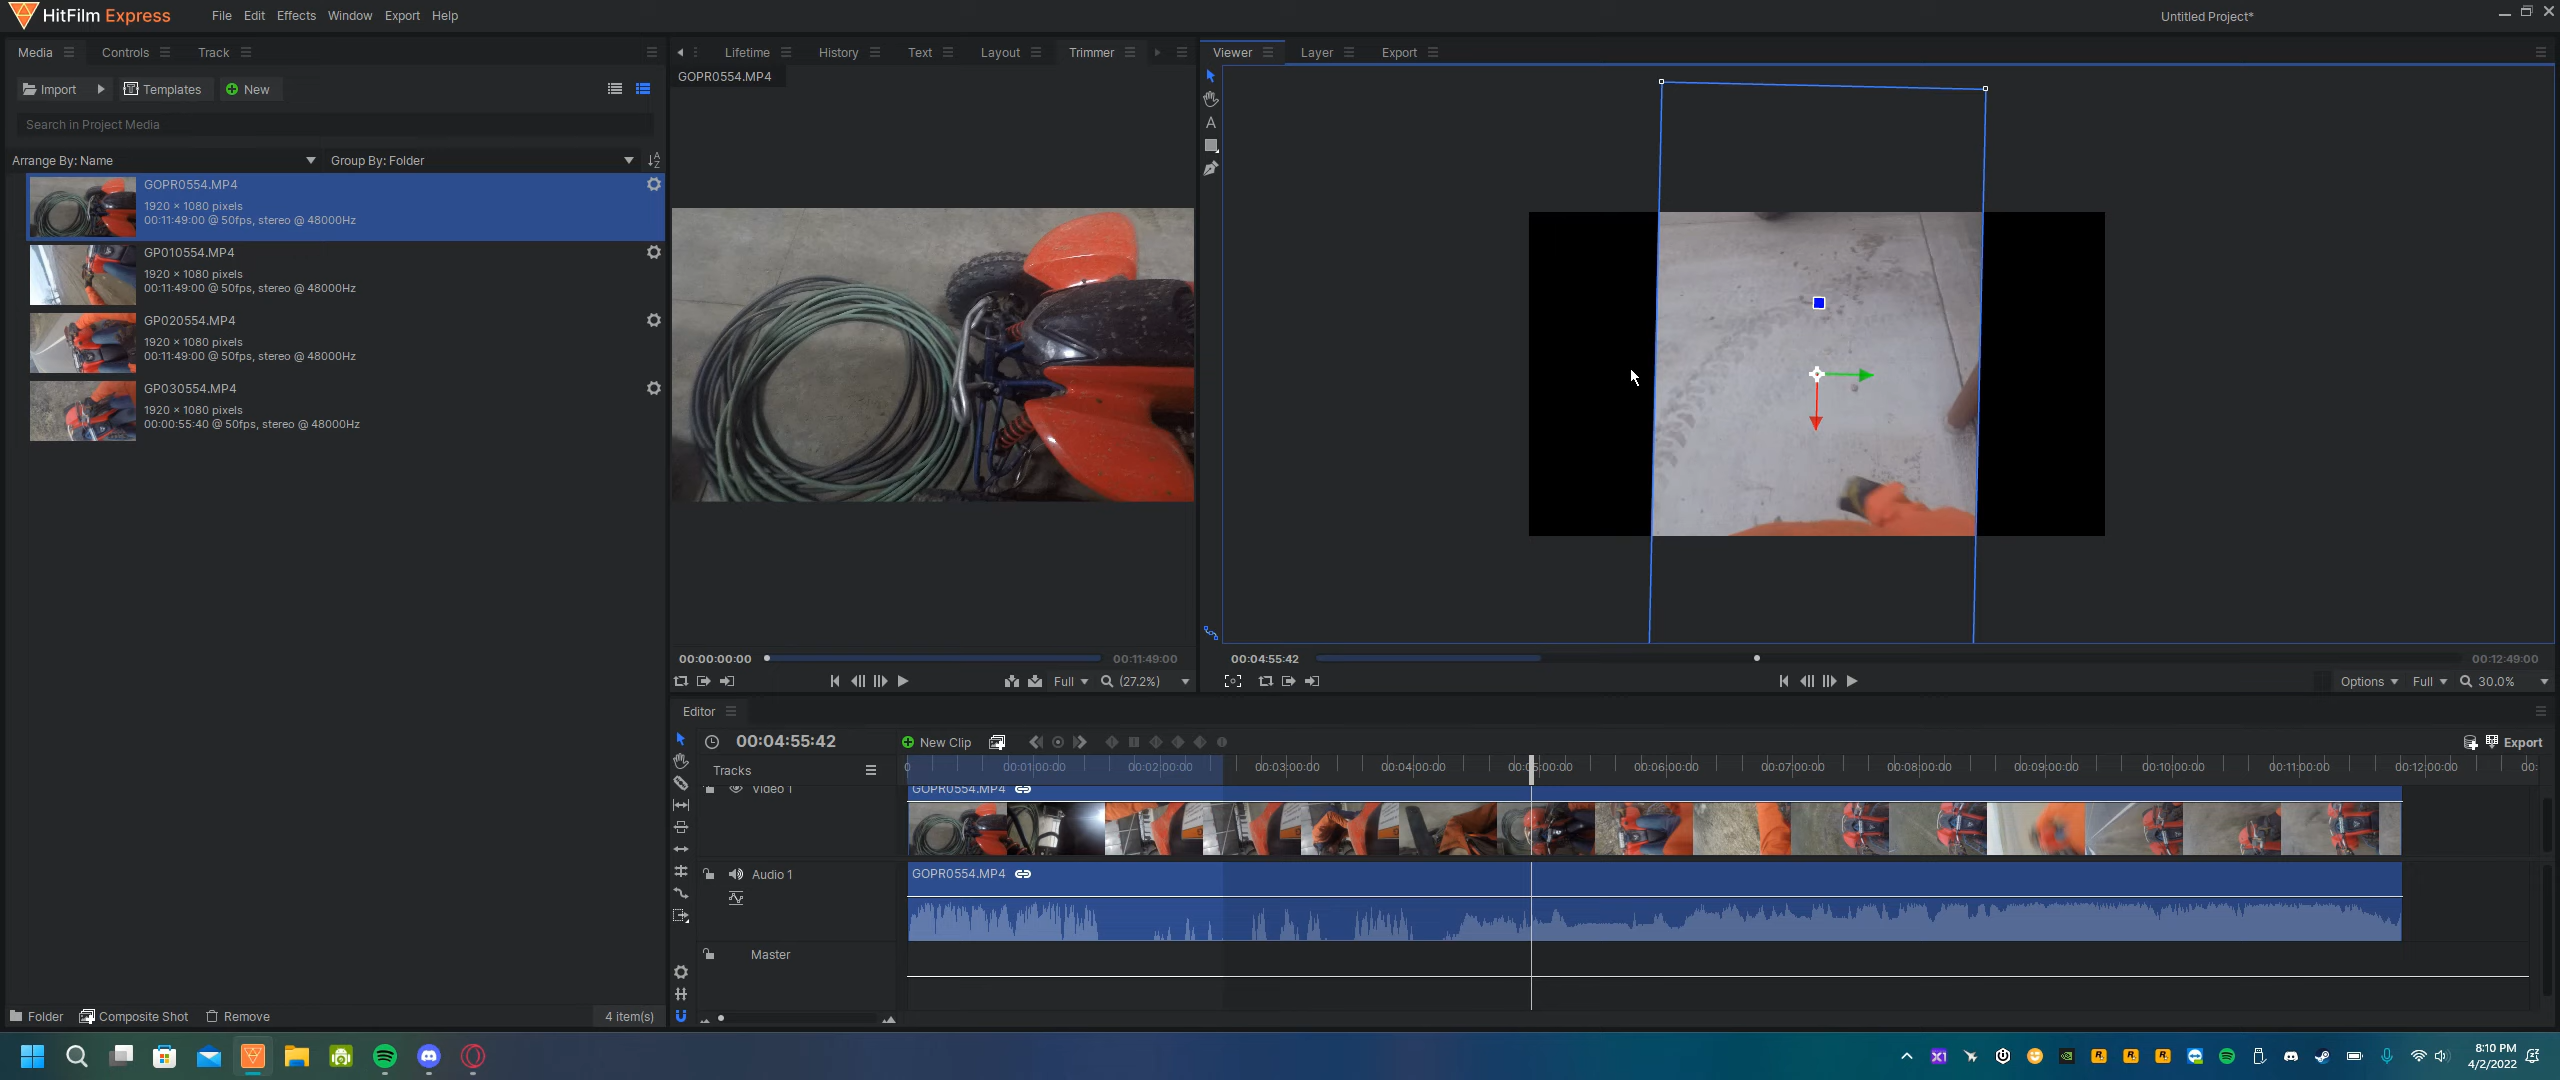 HitFilm Express
File Edit Effects Window Export Help
Untitled Project*
Media Controls Track
Lifetime History Text Layout Trimmer
Viewer Layer Export
GOPR0554.MP4
Import Templates New
Search in Project Media
Arrange By: Name Group By: Folder
GOPR0554.MP4
1920 × 1080 pixels
00:11:49:00 @ 50fps, stereo @ 48000Hz
GP010554.MP4
1920 × 1080 pixels
00:11:49:00 @ 50fps, stereo @ 48000Hz
GP020554.MP4
1920 × 1080 pixels
00:11:49:00 @ 50fps, stereo @ 48000Hz
GP030554.MP4
1920 × 1080 pixels
00:00:55:40 @ 50fps, stereo @ 48000Hz
00:00:00:00 00:11:49:00
Full (27.2%)
00:04:55:42 00:12:49:00
Options Full 30.0%
Editor
00:04:55:42 New Clip Export
Tracks 0 00:01:00:00 00:02:00:00 00:03:00:00 00:04:00:00 00:05:00:00 00:06:00:00 00:07:00:00 00:08:00:00 00:09:00:00 00:10:00:00 00:11:00:00 00:12:00:00 00:
Video 1 GOPR0554.MP4
Audio 1 GOPR0554.MP4
Master
Folder Composite Shot Remove 4 item(s)
X1
8:10 PM
4/2/2022